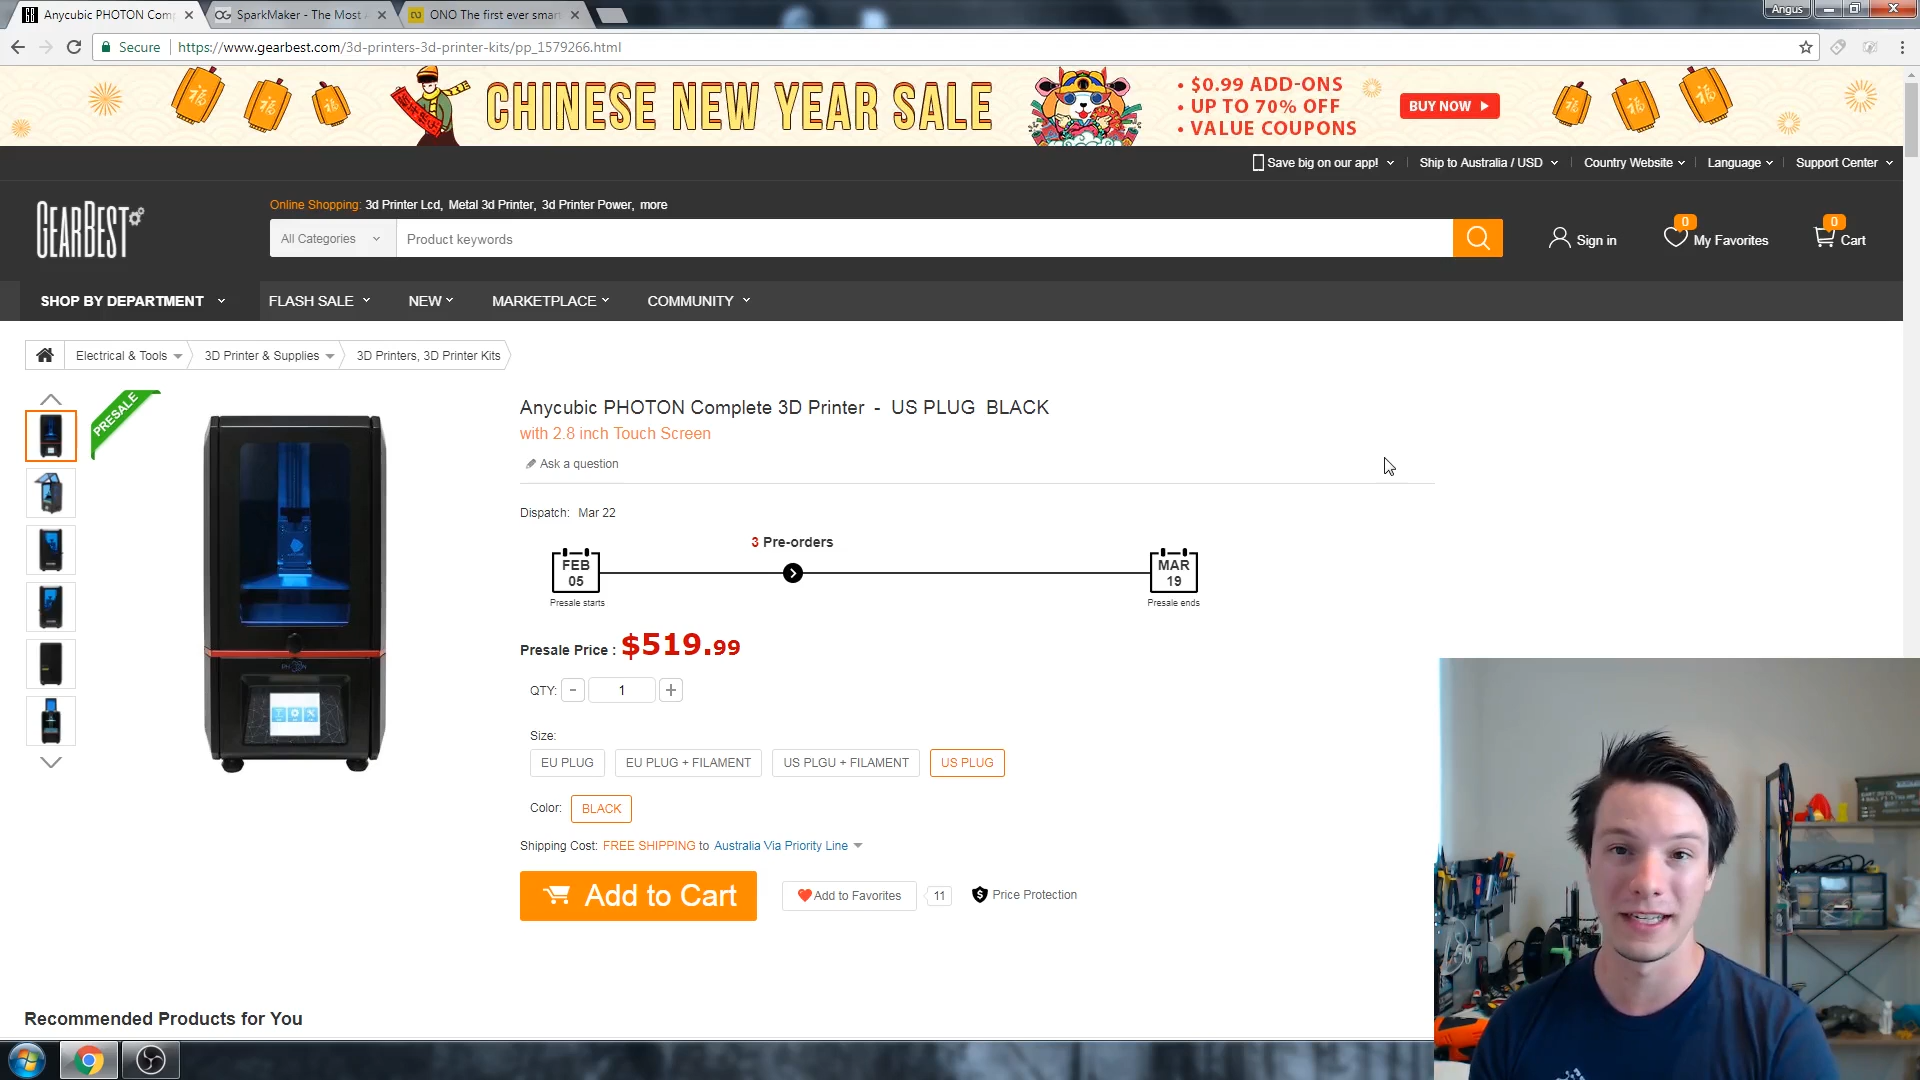 Anycubic PHOTON Comp
SparkMaker - The Most
ONO The first ever smar
Angus
Secure
https://www.gearbest.com/3d-printers-3d-printer-kits/pp_1579266.html
CHINESE NEW YEAR SALE
• $0.99 ADD-ONS
• UP TO 70% OFF
• VALUE COUPONS
BUY NOW
福 福 福 福 福 福
Save big on our app!
Ship to Australia / USD
Country Website
Language
Support Center
GEARBEST
Online Shopping: 3d Printer Lcd, Metal 3d Printer, 3d Printer Power, more
All Categories
Product keywords
Sign in
0
My Favorites
0
Cart
SHOP BY DEPARTMENT
FLASH SALE
NEW
MARKETPLACE
COMMUNITY
Electrical & Tools
3D Printer & Supplies
3D Printers, 3D Printer Kits
PRESALE
Anycubic PHOTON Complete 3D Printer - US PLUG BLACK
with 2.8 inch Touch Screen
Ask a question
Dispatch: Mar 22
3 Pre-orders
FEB
05
Presale starts
MAR
19
Presale ends
Presale Price : $519.99
QTY: - 1 +
Size:
EU PLUG
EU PLUG + FILAMENT
US PLGU + FILAMENT
US PLUG
Color: BLACK
Shipping Cost: FREE SHIPPING to Australia Via Priority Line
Add to Cart
Add to Favorites
11
Price Protection
Recommended Products for You